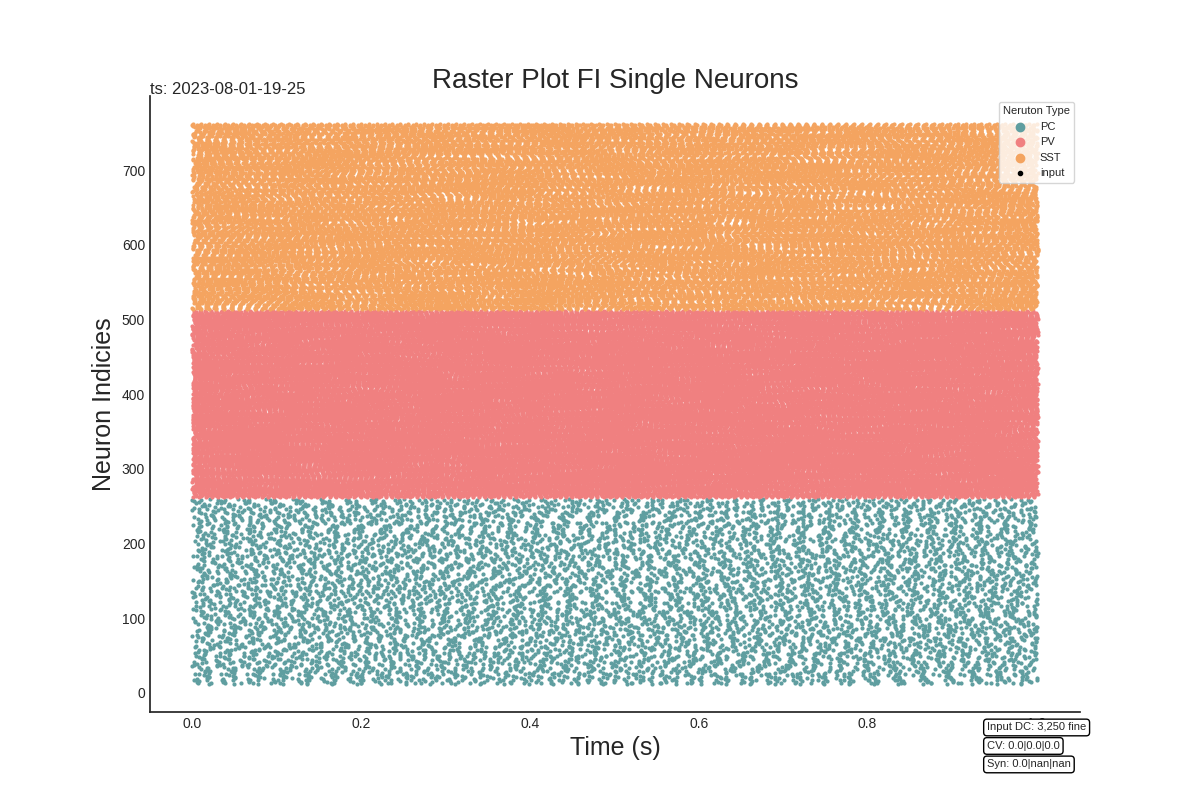 Raster Plot FI Single Neurons
ts: 2023-08-01-19-25
Neruton Type
PC
PV
SST
input
Neuron Indicies
700
600
500
400
300
200
100
0
0.0 0.2 0.4 0.6 0.8
Time (s)
Input DC: 3,250 fine
CV: 0.0|0.0|0.0
Syn: 0.0|nan|nan